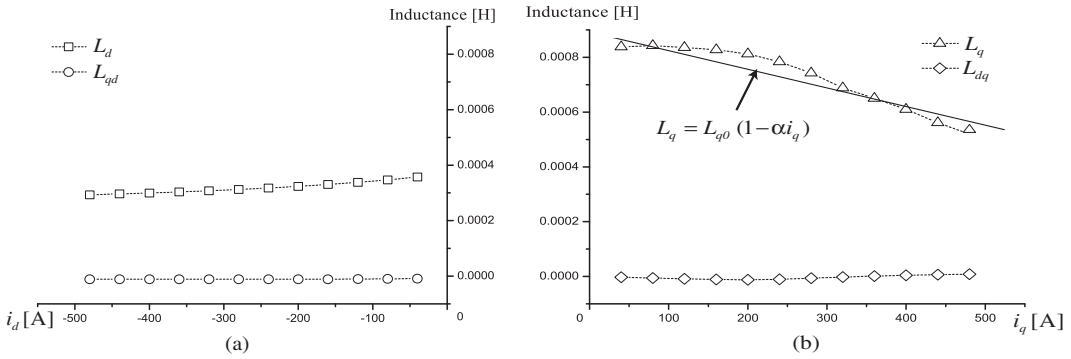 Inductance [H]
L_d
L_qd
0.0008
0.0006
0.0004
0.0002
0.0000
-500 -400 -300 -200 -100 0
i_d [A]
(a)
Inductance [H]
L_q
L_dq
L_q = L_q0 (1−αi_q)
0.0008
0.0006
0.0004
0.0002
0.0000
0 100 200 300 400 500
i_q [A]
(b)